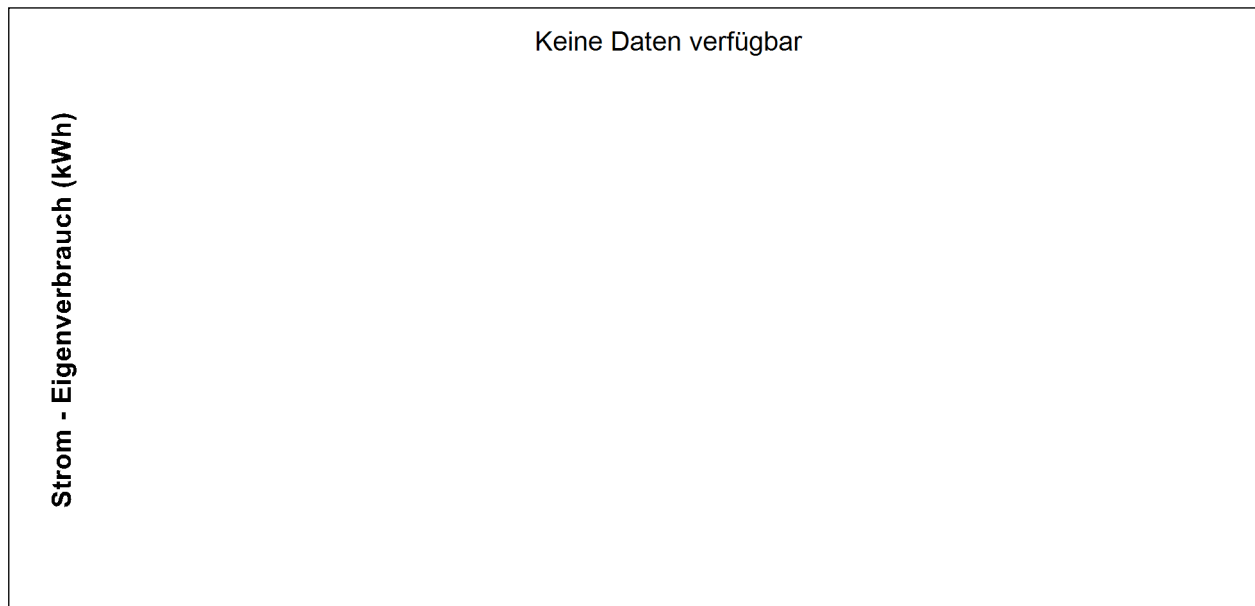 Keine Daten verfügbar
Strom - Eigenverbrauch (kWh)